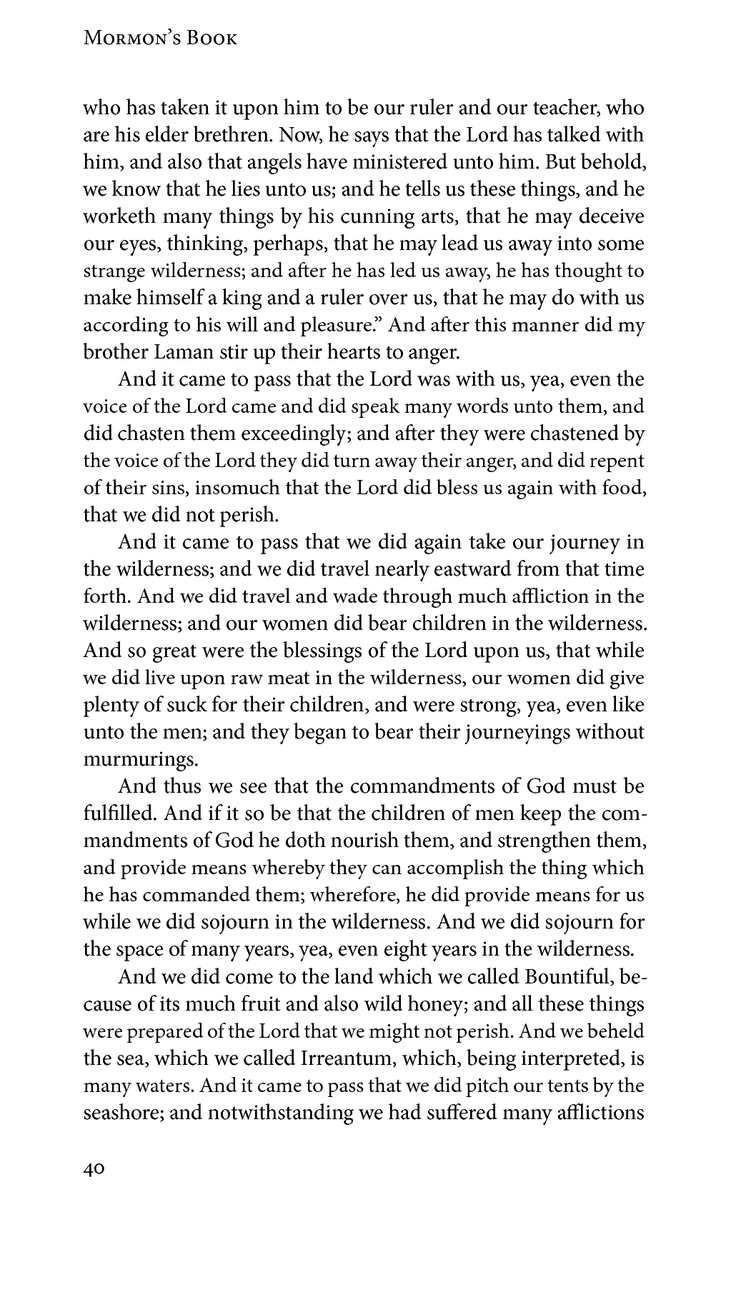 Mormon’s Book
who has taken it upon him to be our ruler and our teacher, who
are his elder brethren. Now, he says that the Lord has talked with
him, and also that angels have ministered unto him. But behold,
we know that he lies unto us; and he tells us these things, and he
worketh many things by his cunning arts, that he may deceive
our eyes, thinking, perhaps, that he may lead us away into some
strange wilderness; and after he has led us away, he has thought to
make himself a king and a ruler over us, that he may do with us
according to his will and pleasure.” And after this manner did my
brother Laman stir up their hearts to anger.
And it came to pass that the Lord was with us, yea, even the
voice of the Lord came and did speak many words unto them, and
did chasten them exceedingly; and after they were chastened by
the voice of the Lord they did turn away their anger, and did repent
of their sins, insomuch that the Lord did bless us again with food,
that we did not perish.
And it came to pass that we did again take our journey in
the wilderness; and we did travel nearly eastward from that time
forth. And we did travel and wade through much affliction in the
wilderness; and our women did bear children in the wilderness.
And so great were the blessings of the Lord upon us, that while
we did live upon raw meat in the wilderness, our women did give
plenty of suck for their children, and were strong, yea, even like
unto the men; and they began to bear their journeyings without
murmurings.
And thus we see that the commandments of God must be
fulfilled. And if it so be that the children of men keep the com-
mandments of God he doth nourish them, and strengthen them,
and provide means whereby they can accomplish the thing which
he has commanded them; wherefore, he did provide means for us
while we did sojourn in the wilderness. And we did sojourn for
the space of many years, yea, even eight years in the wilderness.
And we did come to the land which we called Bountiful, be-
cause of its much fruit and also wild honey; and all these things
were prepared of the Lord that we might not perish. And we beheld
the sea, which we called Irreantum, which, being interpreted, is
many waters. And it came to pass that we did pitch our tents by the
seashore; and notwithstanding we had suffered many afflictions
40